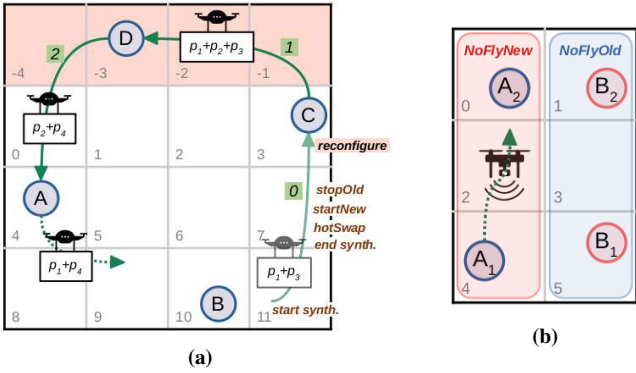 D
2
1
p1+p2+p3
-4
-3
-2
-1
p2+p4
C
0
1
2
3
reconfigure
A
0
stopOld
startNew
hotSwap
end synth.
4
5
6
7
p1+p4
p1+p3
B
start synth.
8
9
10
11
(a)
NoFlyNew
NoFlyOld
A2
B2
0
1
2
3
A1
B1
4
5
(b)